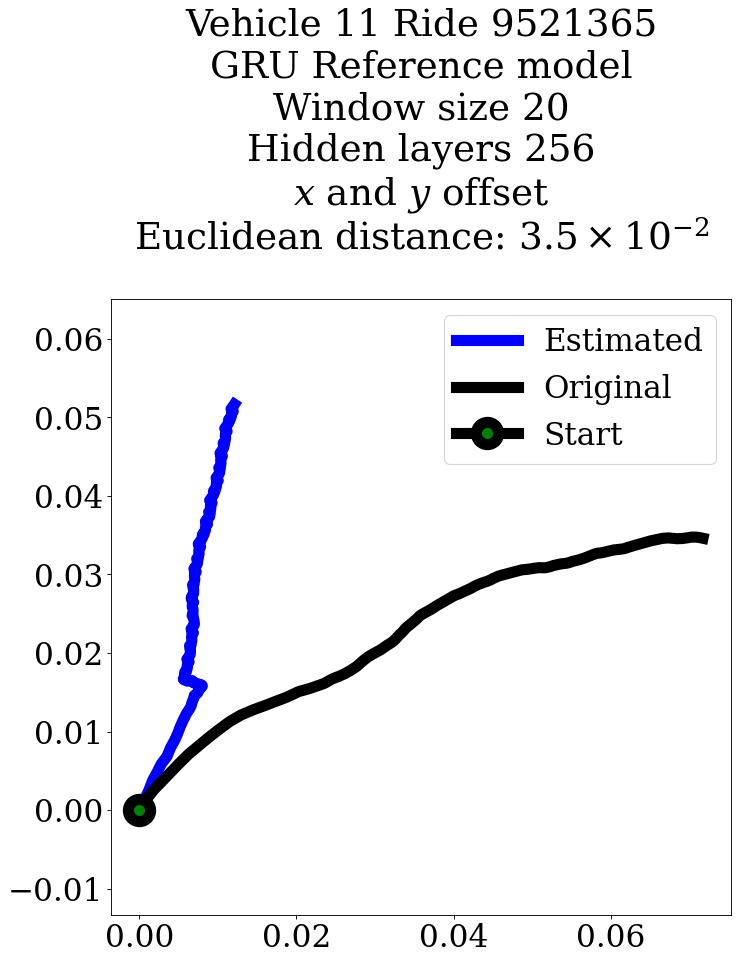 Vehicle 11 Ride 9521365
GRU Reference model
Window size 20
Hidden layers 256
x and y offset
Euclidean distance: 3.5 × 10⁻²
Estimated
Original
Start
0.06
0.05
0.04
0.03
0.02
0.01
0.00
−0.01
0.00 0.02 0.04 0.06